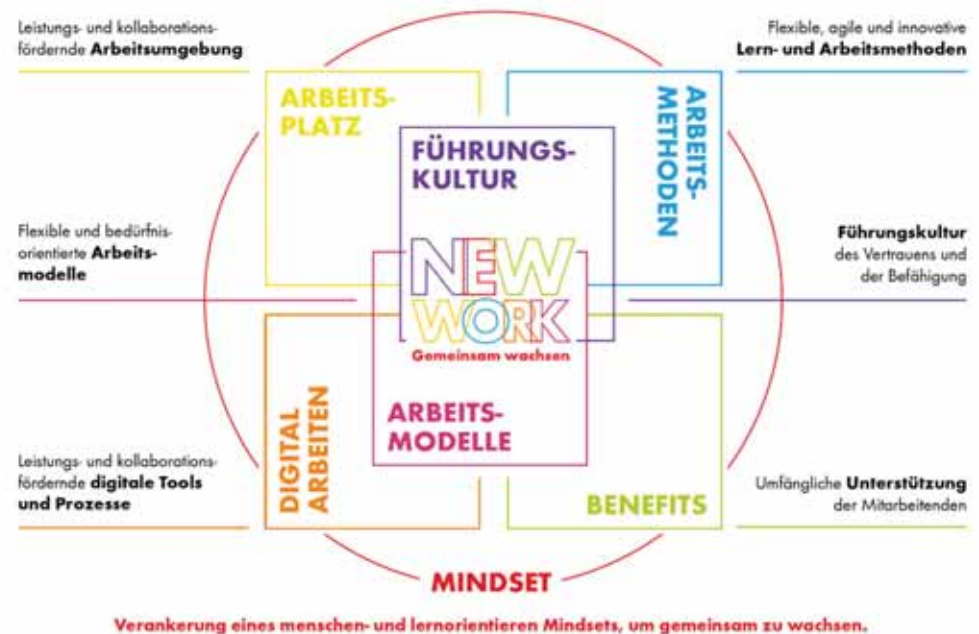 Leistungs- und kollaborations-
fördernde Arbeitsumgebung
Flexible, agile und innovative
Lern- und Arbeitsmethoden
ARBEITS-
PLATZ
ARBEITS-
METHODEN
FÜHRUNGS-
KULTUR
Flexible und bedürfnis-
orientierte Arbeits-
modelle
NEW
WORK
Gemeinsam wachsen
Führungskultur
des Vertrauens und
der Befähigung
DIGITAL
ARBEITEN
ARBEITS-
MODELLE
BENEFITS
Leistungs- und kollaborations-
fördernde digitale Tools
und Prozesse
Umfängliche Unterstützung
der Mitarbeitenden
MINDSET
Verankerung eines menschen- und lernorientieren Mindsets, um gemeinsam zu wachsen.